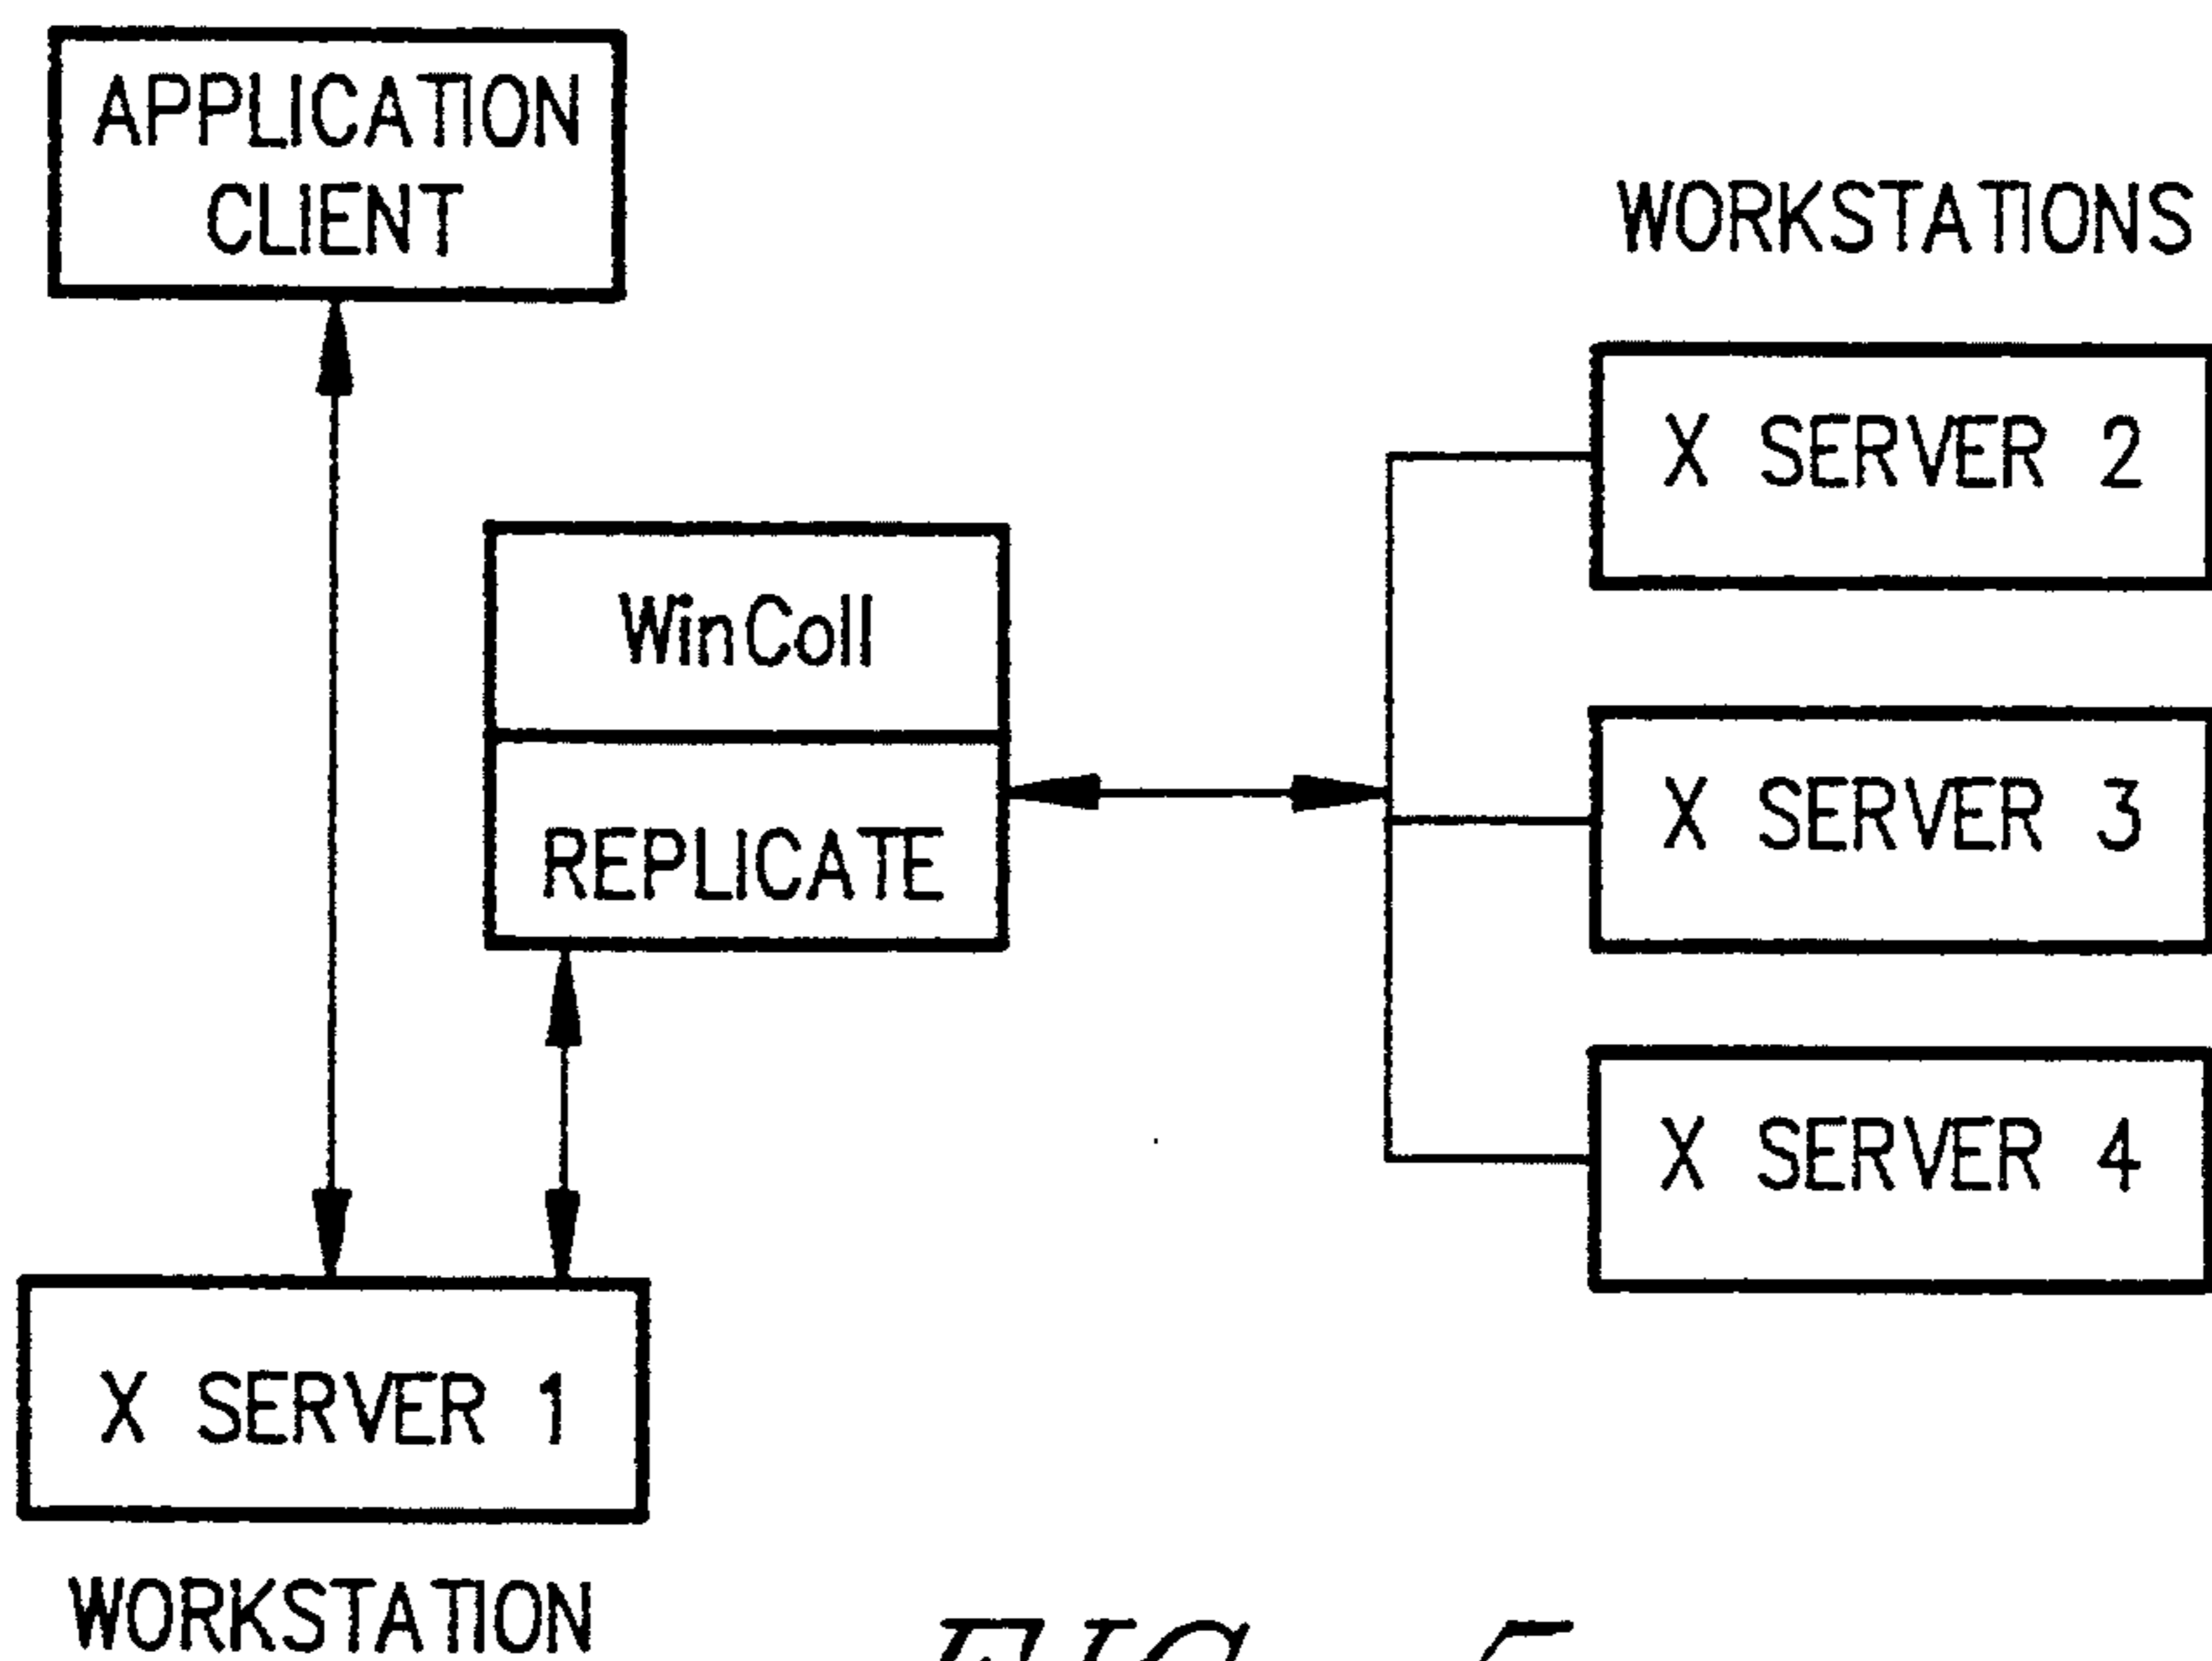 APPLICATION
CLIENT
WORKSTATIONS
X SERVER 2
WinColl
X SERVER 3
REPLICATE
X SERVER 4
X SERVER 1
WORKSTATION